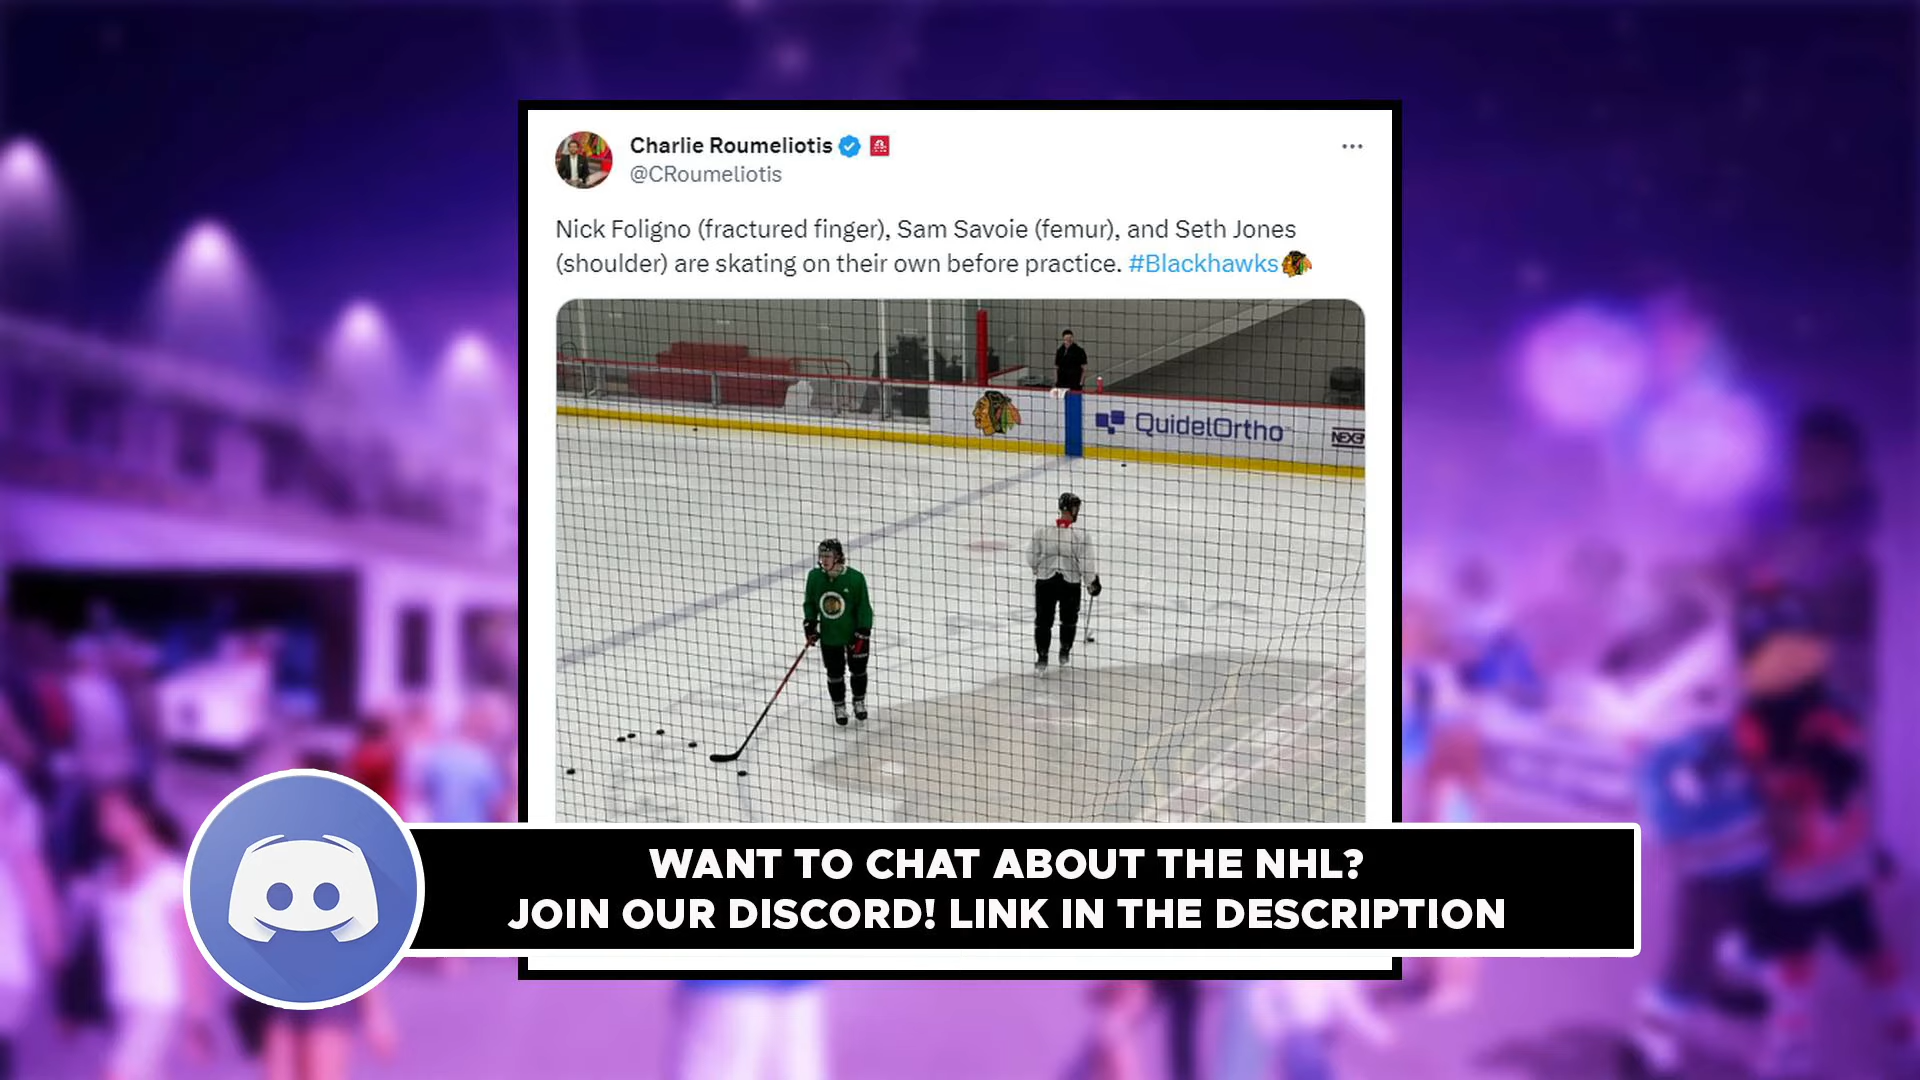 Charlie Roumeliotis
@CRoumeliotis
Nick Foligno (fractured finger), Sam Savoie (femur), and Seth Jones
(shoulder) are skating on their own before practice. #Blackhawks
QuidelOrtho
WANT TO CHAT ABOUT THE NHL?
JOIN OUR DISCORD! LINK IN THE DESCRIPTION